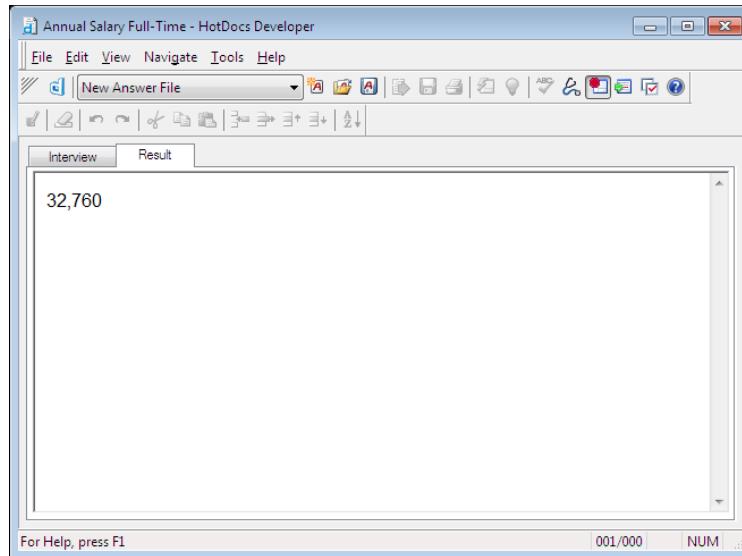 Annual Salary Full-Time - HotDocs Developer
File Edit View Navigate Tools Help
New Answer File
Interview Result
32,760
For Help, press F1 001/000 NUM